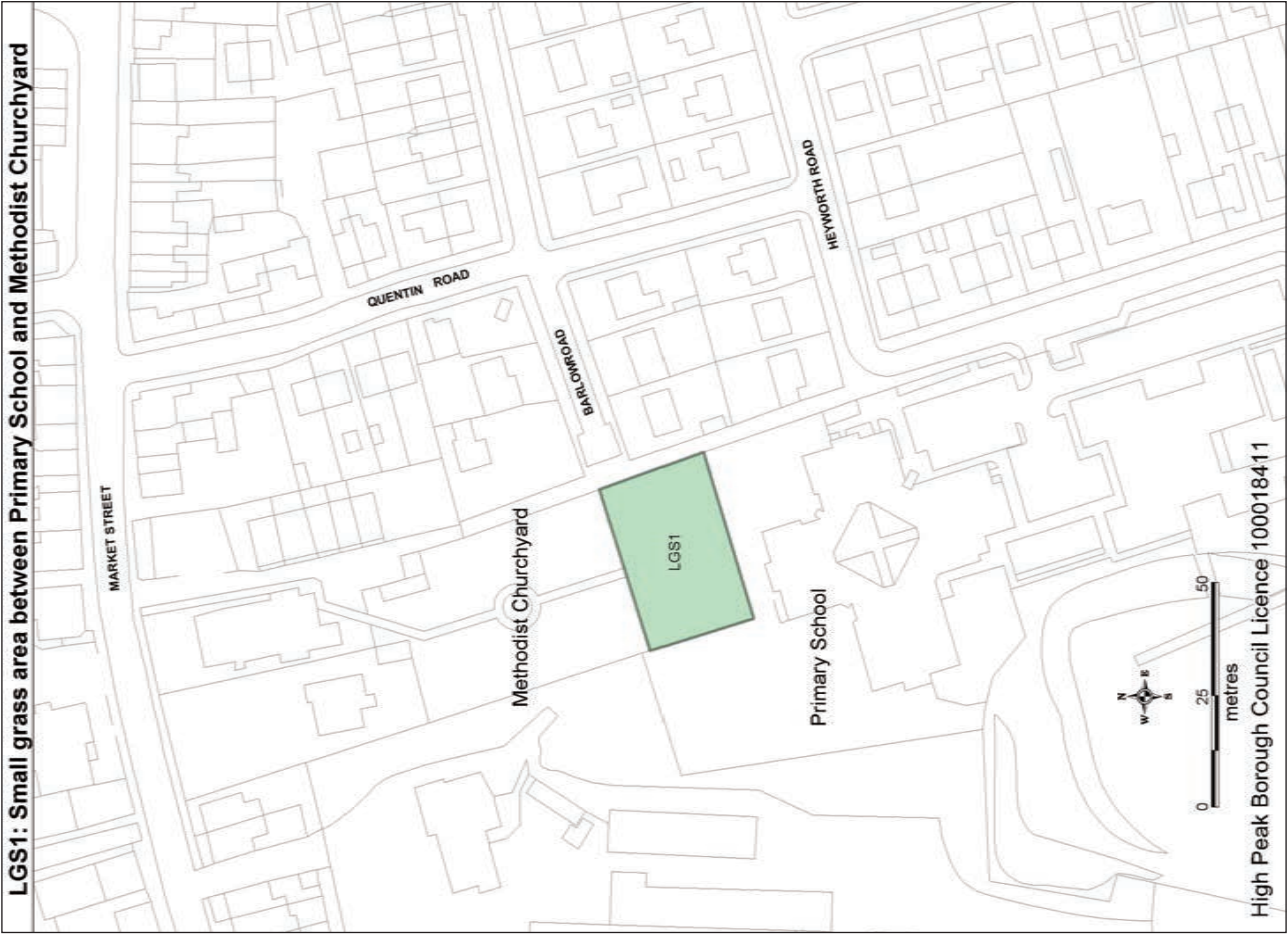 LGS1: Small grass area between Primary School and Methodist Churchyard
MARKET STREET
QUENTIN ROAD
BARLOWROAD
HEYWORTH ROAD
Methodist Churchyard
LGS1
Primary School
N
W E
S
0 25 50
metres
High Peak Borough Council Licence 100018411